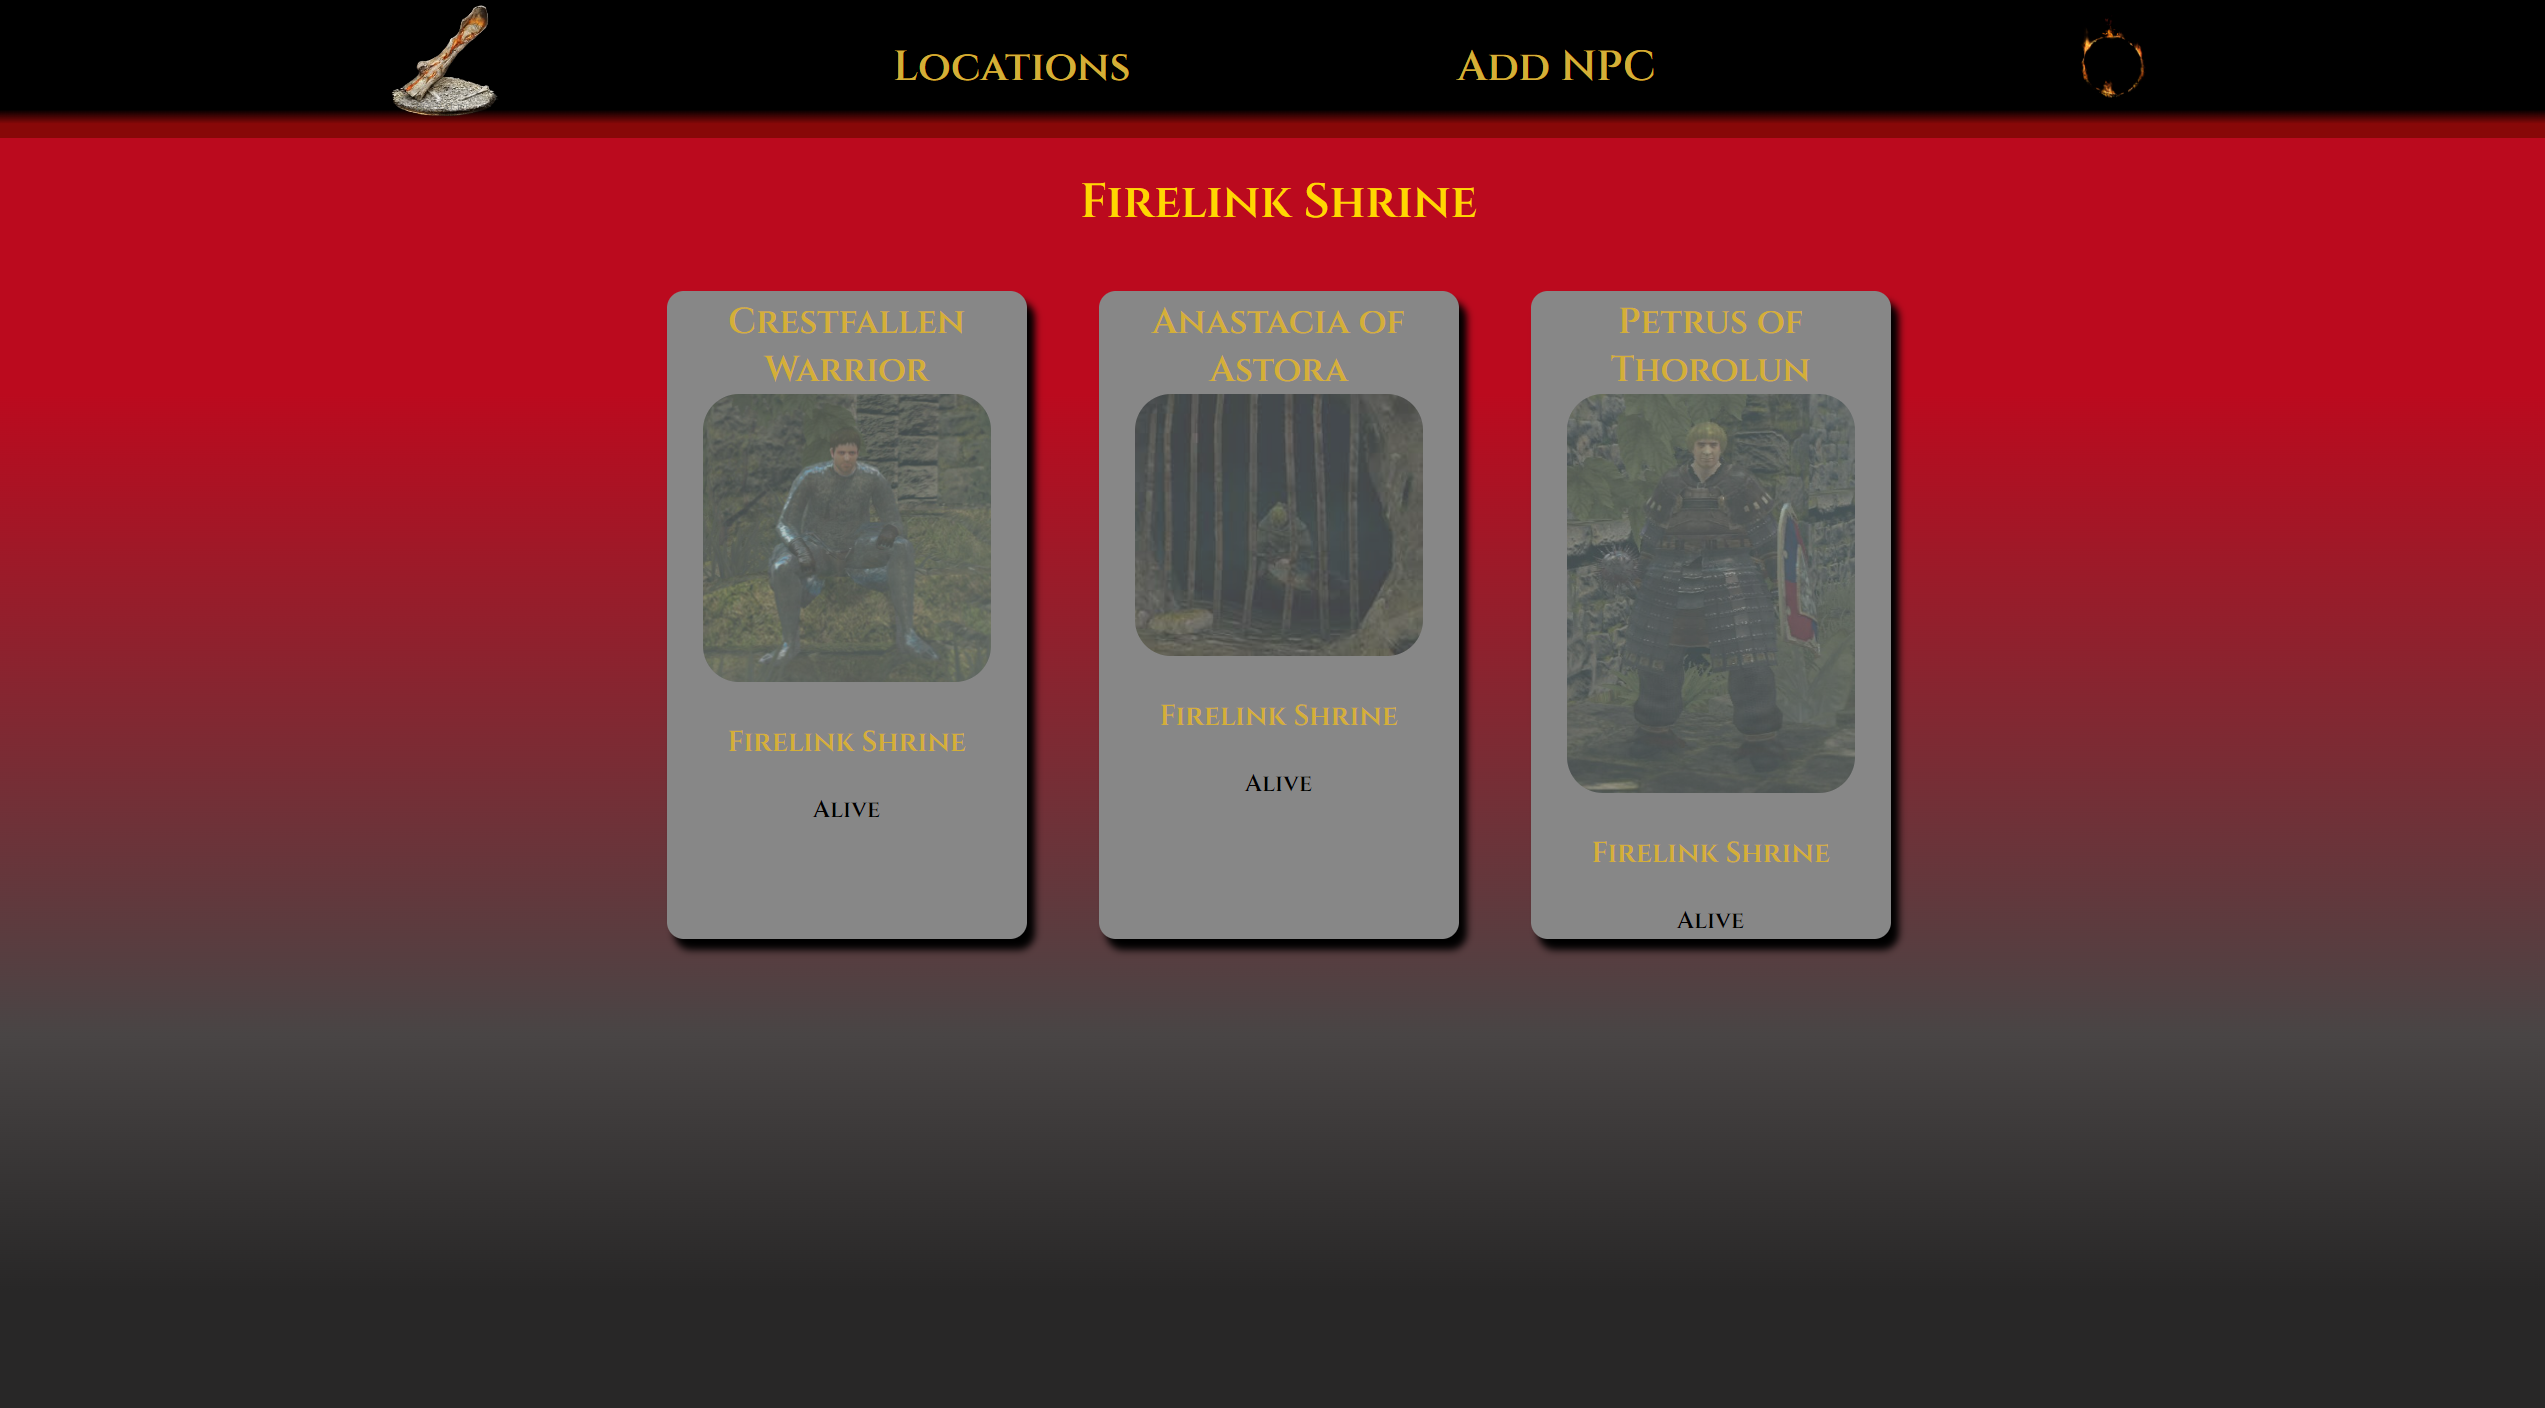 Locations
Add NPC
Firelink Shrine
Crestfallen
Warrior
Firelink Shrine
Alive
Anastacia of
Astora
Firelink Shrine
Alive
Petrus of
Thorolun
Firelink Shrine
Alive